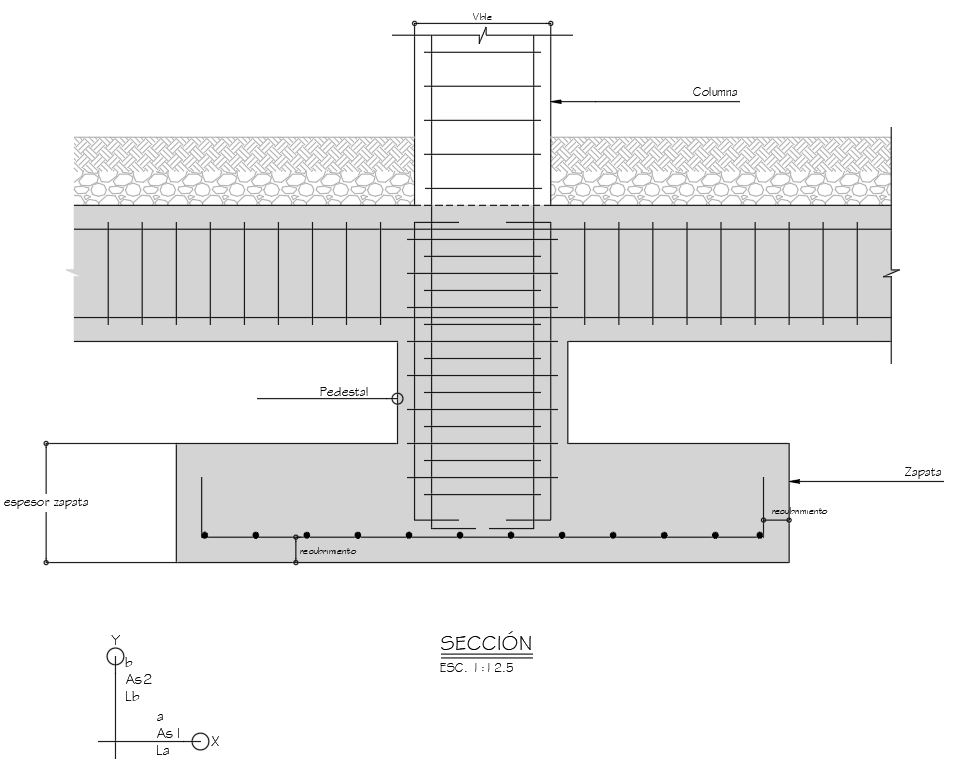 Vble
Columna
Pedestal
Zapata
espesor zapata
recubrimiento
recubrimiento
SECCIÓN
ESC. 1:12.5
Y
b
As2
Lb
a
As1
La
X